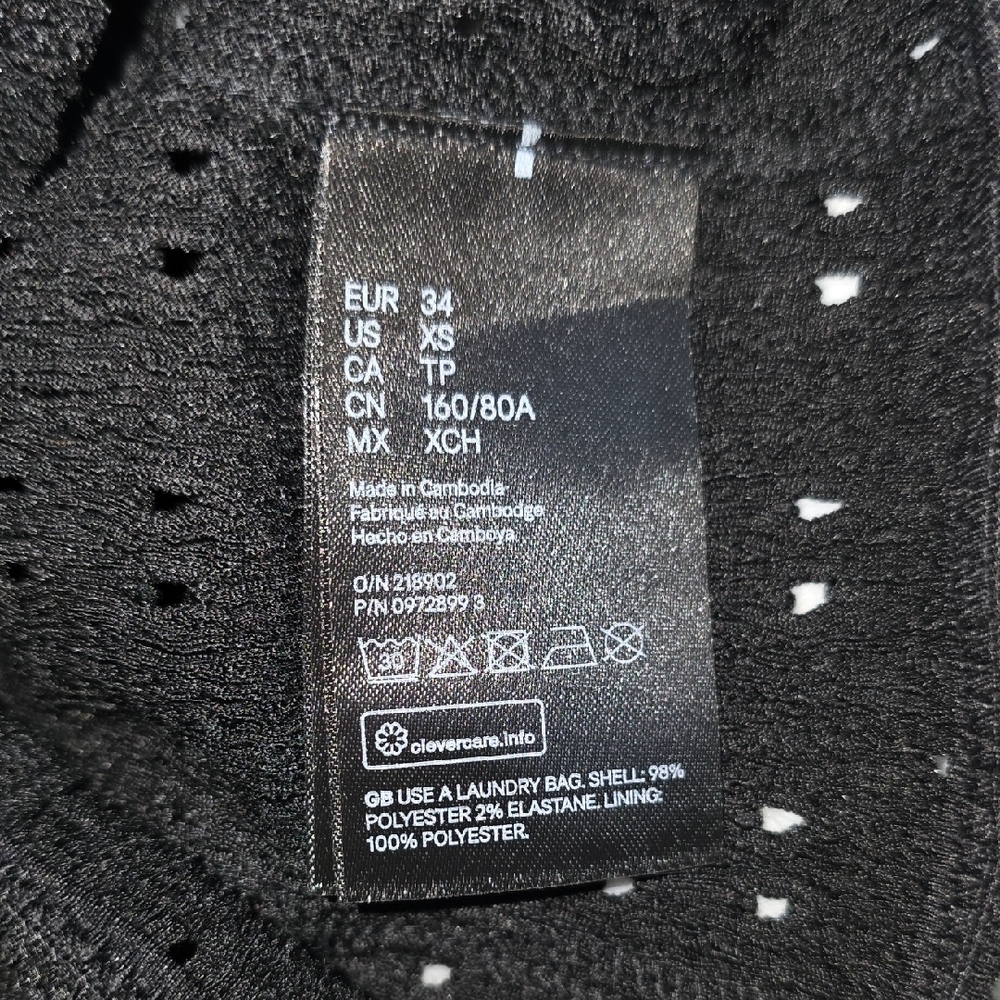 EUR 34
US XS
CA TP
CN 160/80A
MX XCH
Made in Cambodia
Fabriqué au Cambodge
Hecho en Camboya
O/N 218902
P/N 0972899 3
30
clevercare.info
GB USE A LAUNDRY BAG. SHELL: 98%
POLYESTER 2% ELASTANE. LINING:
100% POLYESTER.